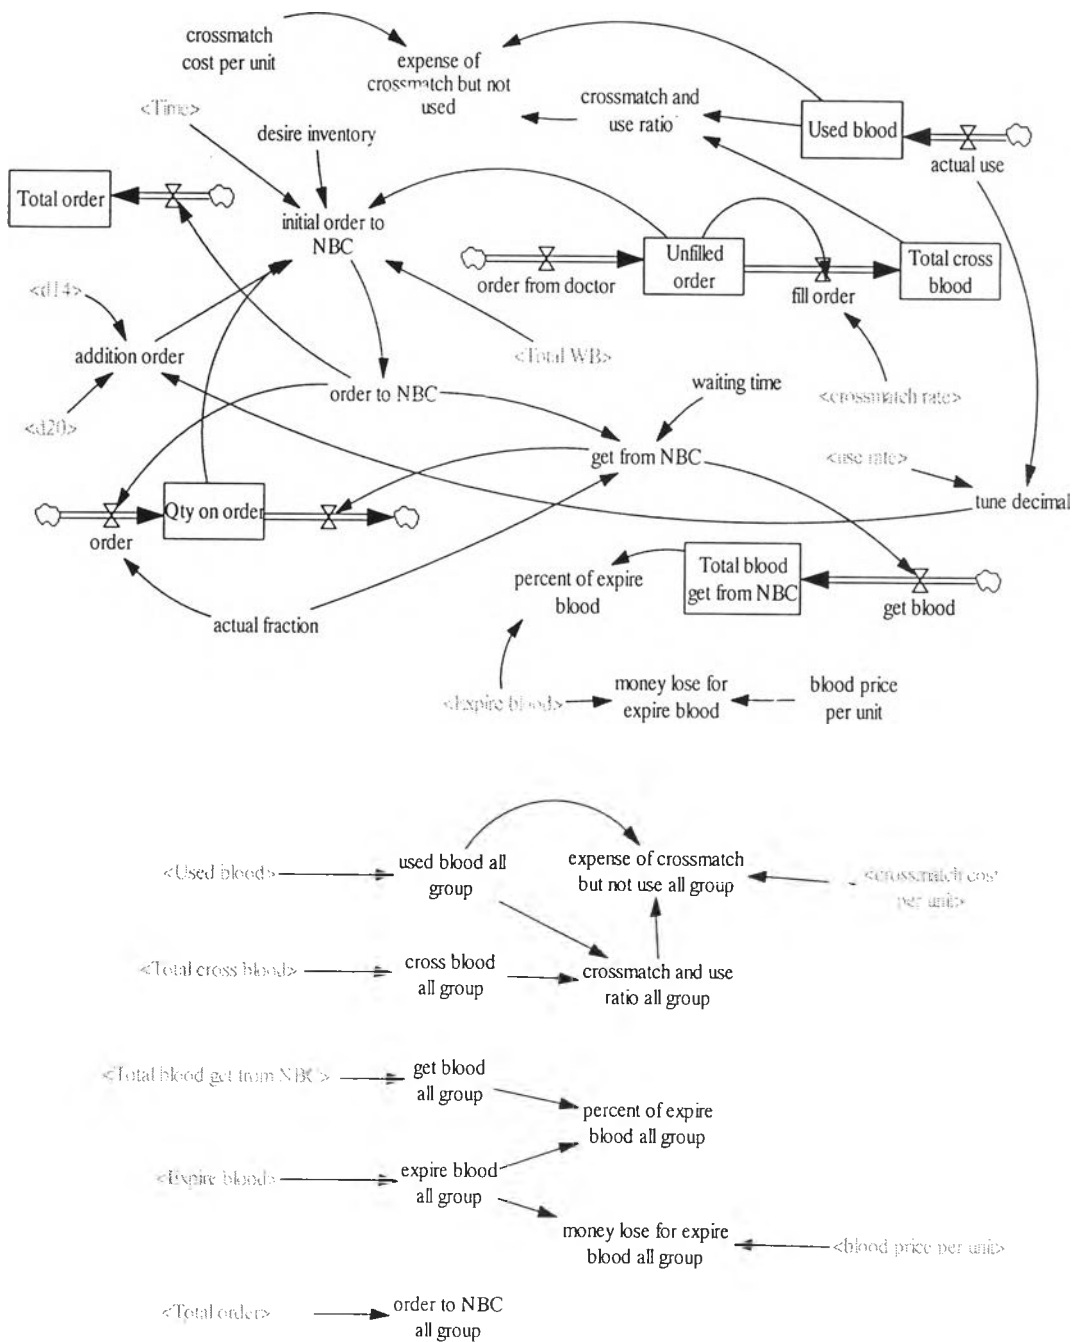 crossmatch
cost per unit
expense of
crossmatch but not
used
<Time>
desire inventory
crossmatch and
use ratio
Used blood
actual use
Total order
initial order to
NBC
order from doctor
Unfilled
order
fill order
Total cross
blood
<d14>
addition order
<d20>
<Total WB>
order to NBC
waiting time
<crossmatch rate>
get from NBC
<use rate>
tune decimal
Qty on order
order
percent of expire
blood
Total blood
get from NBC
get blood
actual fraction
<Expire blood>
money lose for
expire blood
blood price
per unit
<Used blood>
used blood all
group
expense of crossmatch
but not use all group
<crossmatch cost
per unit>
<Total cross blood>
cross blood
all group
crossmatch and use
ratio all group
<Total blood get from NBC>
get blood
all group
percent of expire
blood all group
<Expire blood>
expire blood
all group
money lose for expire
blood all group
<blood price per unit>
<Total order>
order to NBC
all group